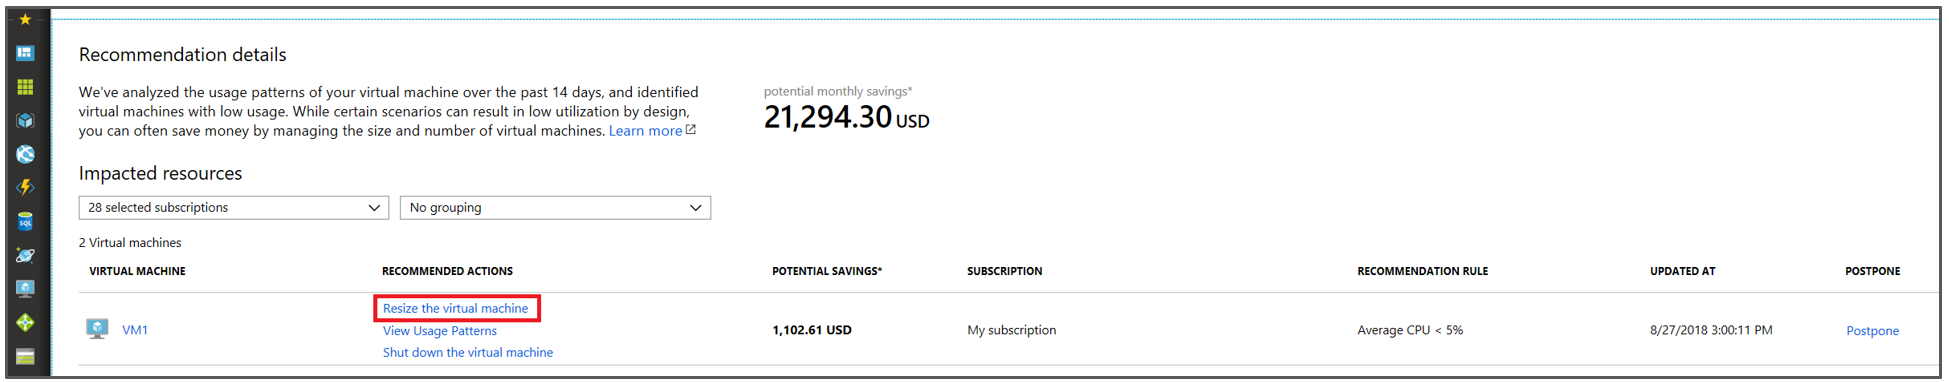 Recommendation details
We've analyzed the usage patterns of your virtual machine over the past 14 days, and identified
virtual machines with low usage. While certain scenarios can result in low utilization by design,
you can often save money by managing the size and number of virtual machines. Learn more
potential monthly savings*
21,294.30 USD
Impacted resources
28 selected subscriptions
No grouping
2 Virtual machines
VIRTUAL MACHINE RECOMMENDED ACTIONS POTENTIAL SAVINGS* SUBSCRIPTION RECOMMENDATION RULE UPDATED AT POSTPONE
Resize the virtual machine
VM1 View Usage Patterns 1,102.61 USD My subscription Average CPU < 5% 8/27/2018 3:00:11 PM Postpone
Shut down the virtual machine
SQL